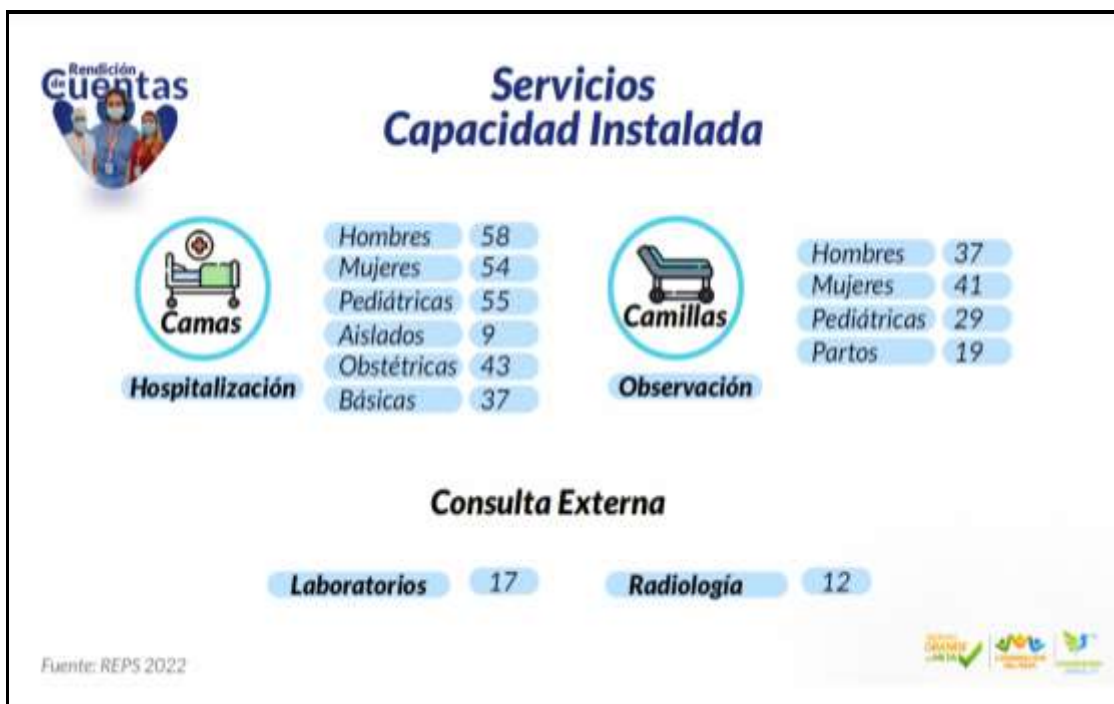 Rendición
de Cuentas
Servicios
Capacidad Instalada
Camas
Hospitalización
Hombres 58
Mujeres 54
Pediátricas 55
Aislados 9
Obstétricas 43
Básicas 37
Camillas
Observación
Hombres 37
Mujeres 41
Pediátricas 29
Partos 19
Consulta Externa
Laboratorios 17
Radiología 12
Fuente: REPS 2022
GRANDE